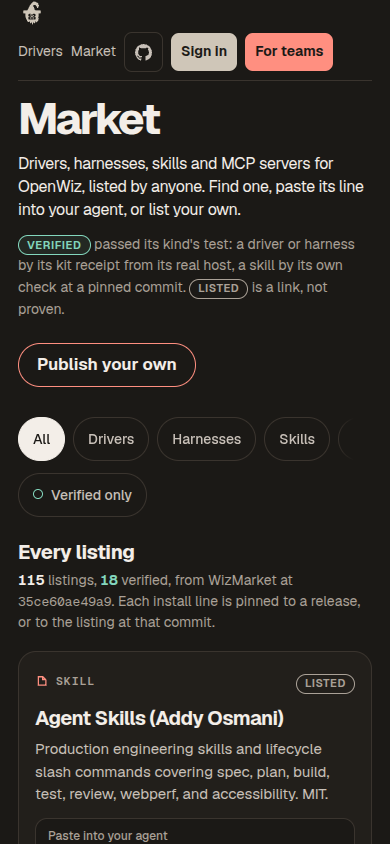 Drivers Market Sign in For teams
Market
Drivers, harnesses, skills and MCP servers for
OpenWiz, listed by anyone. Find one, paste its line
into your agent, or list your own.
VERIFIED passed its kind's test: a driver or harness
by its kit receipt from its real host, a skill by its own
check at a pinned commit. LISTED is a link, not
proven.
Publish your own
All Drivers Harnesses Skills
Verified only
Every listing
115 listings, 18 verified, from WizMarket at
35ce60ae49a9. Each install line is pinned to a release,
or to the listing at that commit.
SKILL LISTED
Agent Skills (Addy Osmani)
Production engineering skills and lifecycle
slash commands covering spec, plan, build,
test, review, webperf, and accessibility. MIT.
Paste into your agent